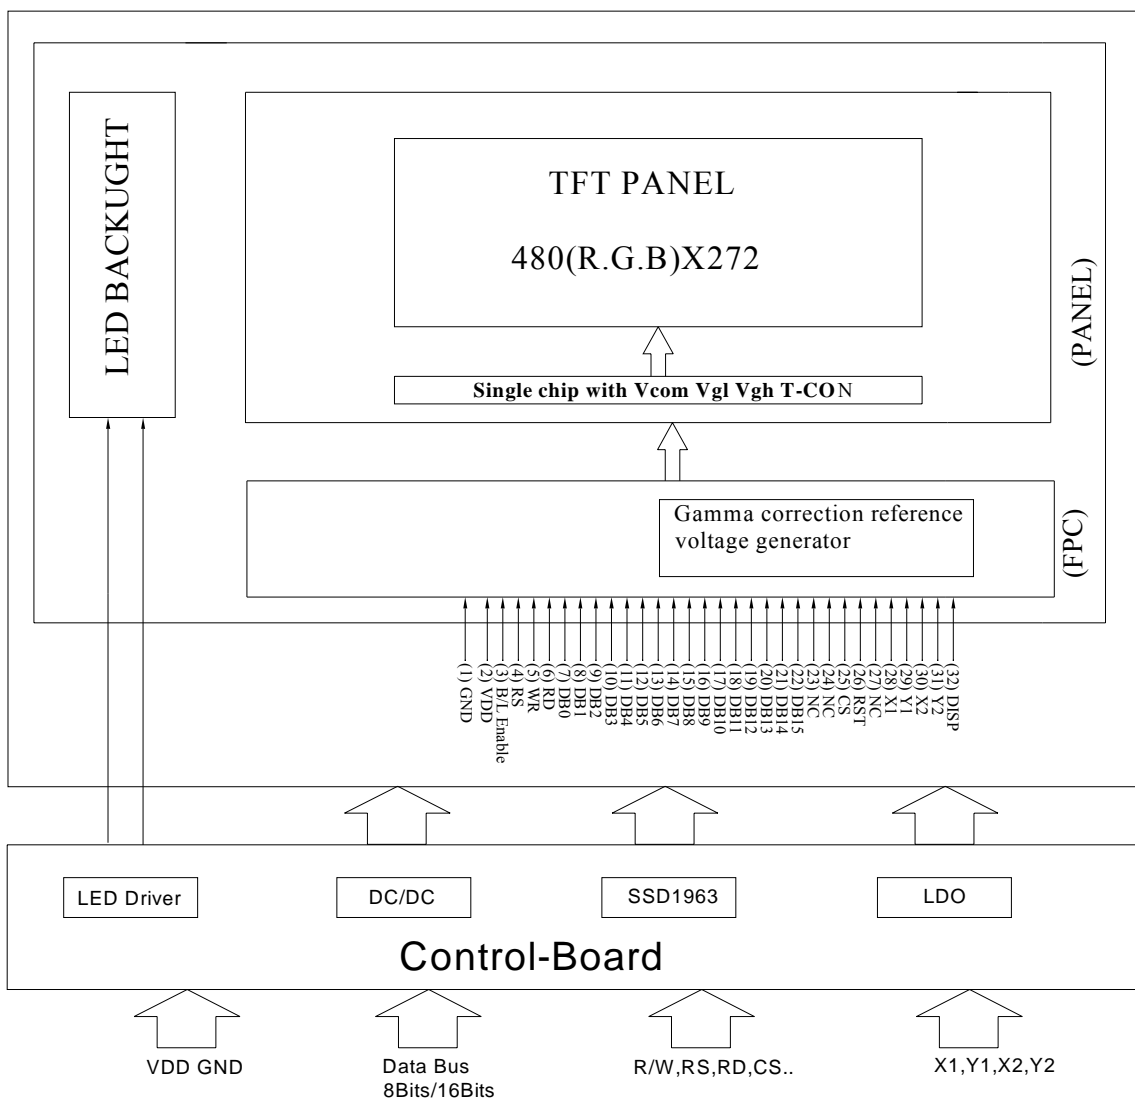 LED BACKUGHT
TFT PANEL
480(R.G.B)X272
Single chip with Vcom Vgl Vgh T-CON
(PANEL)
Gamma correction reference
voltage generator
(FPC)
(1) GND
(2) VDD
(3) B/L Enable
(4) RS
(5) WR
(6) RD
(7) DB0
(8) DB1
(9) DB2
(10) DB3
(11) DB4
(12) DB5
(13) DB6
(14) DB7
(15) DB8
(16) DB9
(17) DB10
(18) DB11
(19) DB12
(20) DB13
(21) DB14
(22) DB15
(23) NC
(24) NC
(25) CS
(26) RST
(27) NC
(28) X1
(29) Y1
(30) X2
(31) Y2
(32) DISP
LED Driver
DC/DC
SSD1963
LDO
Control-Board
VDD GND
Data Bus
8Bits/16Bits
R/W,RS,RD,CS..
X1,Y1,X2,Y2